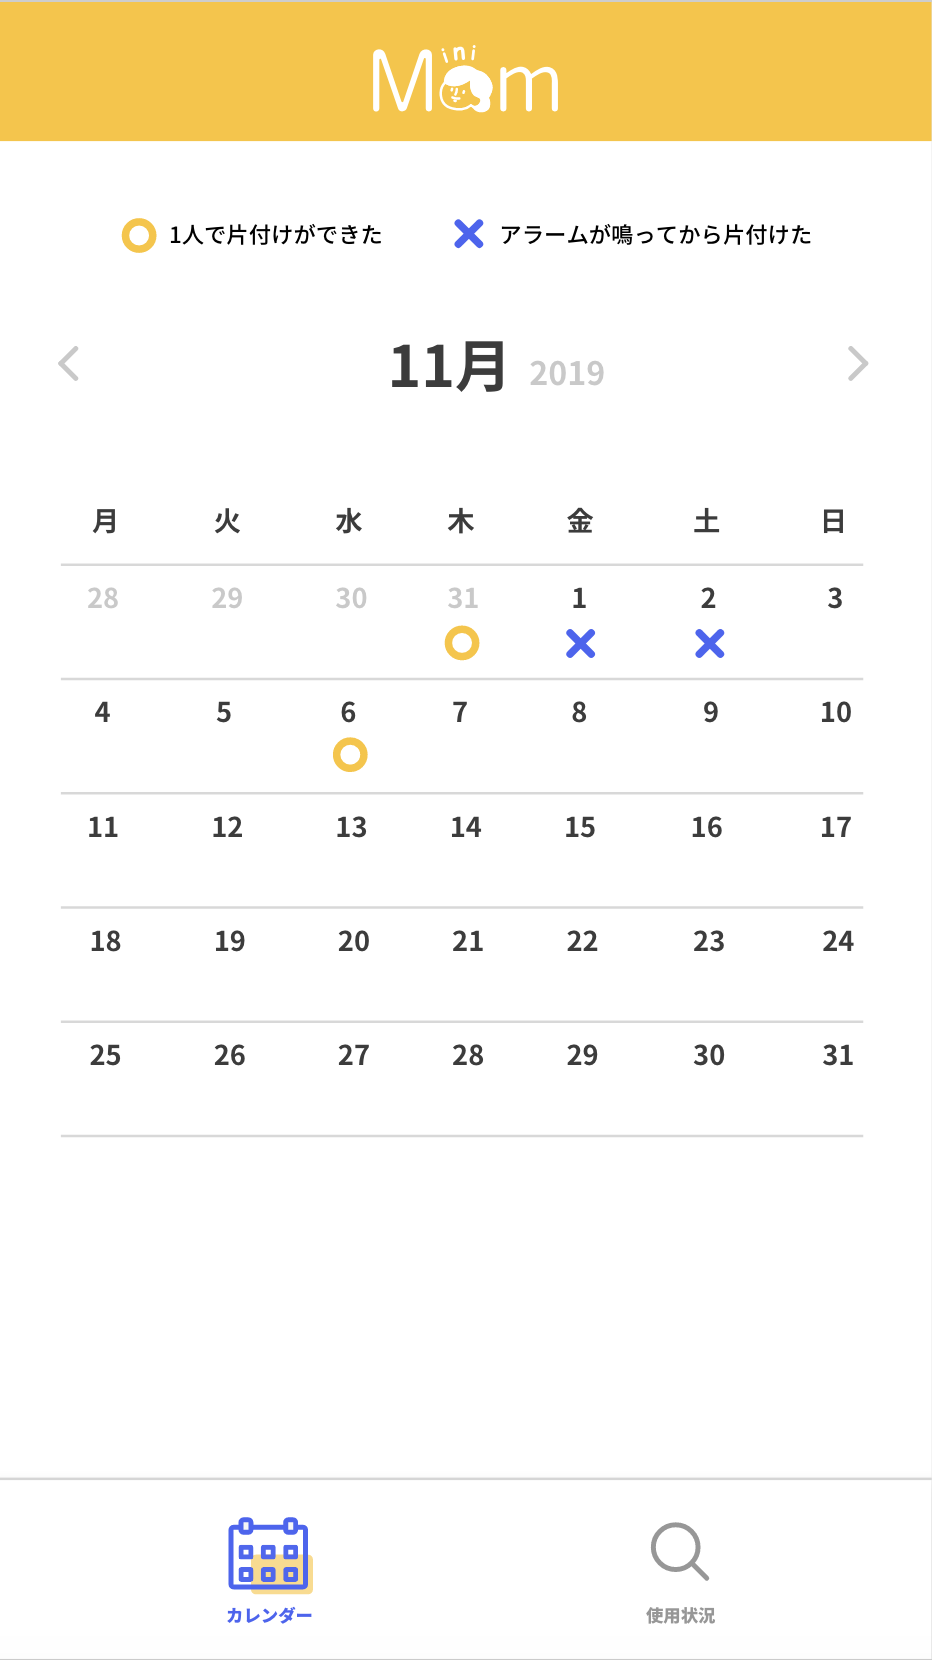 Mini Mom
1人で片付けができた アラームが鳴ってから片付けた
11月 2019
月 火 水 木 金 土 日
28 29 30 31 1 2 3
4 5 6 7 8 9 10
11 12 13 14 15 16 17
18 19 20 21 22 23 24
25 26 27 28 29 30 31
カレンダー 使用状況